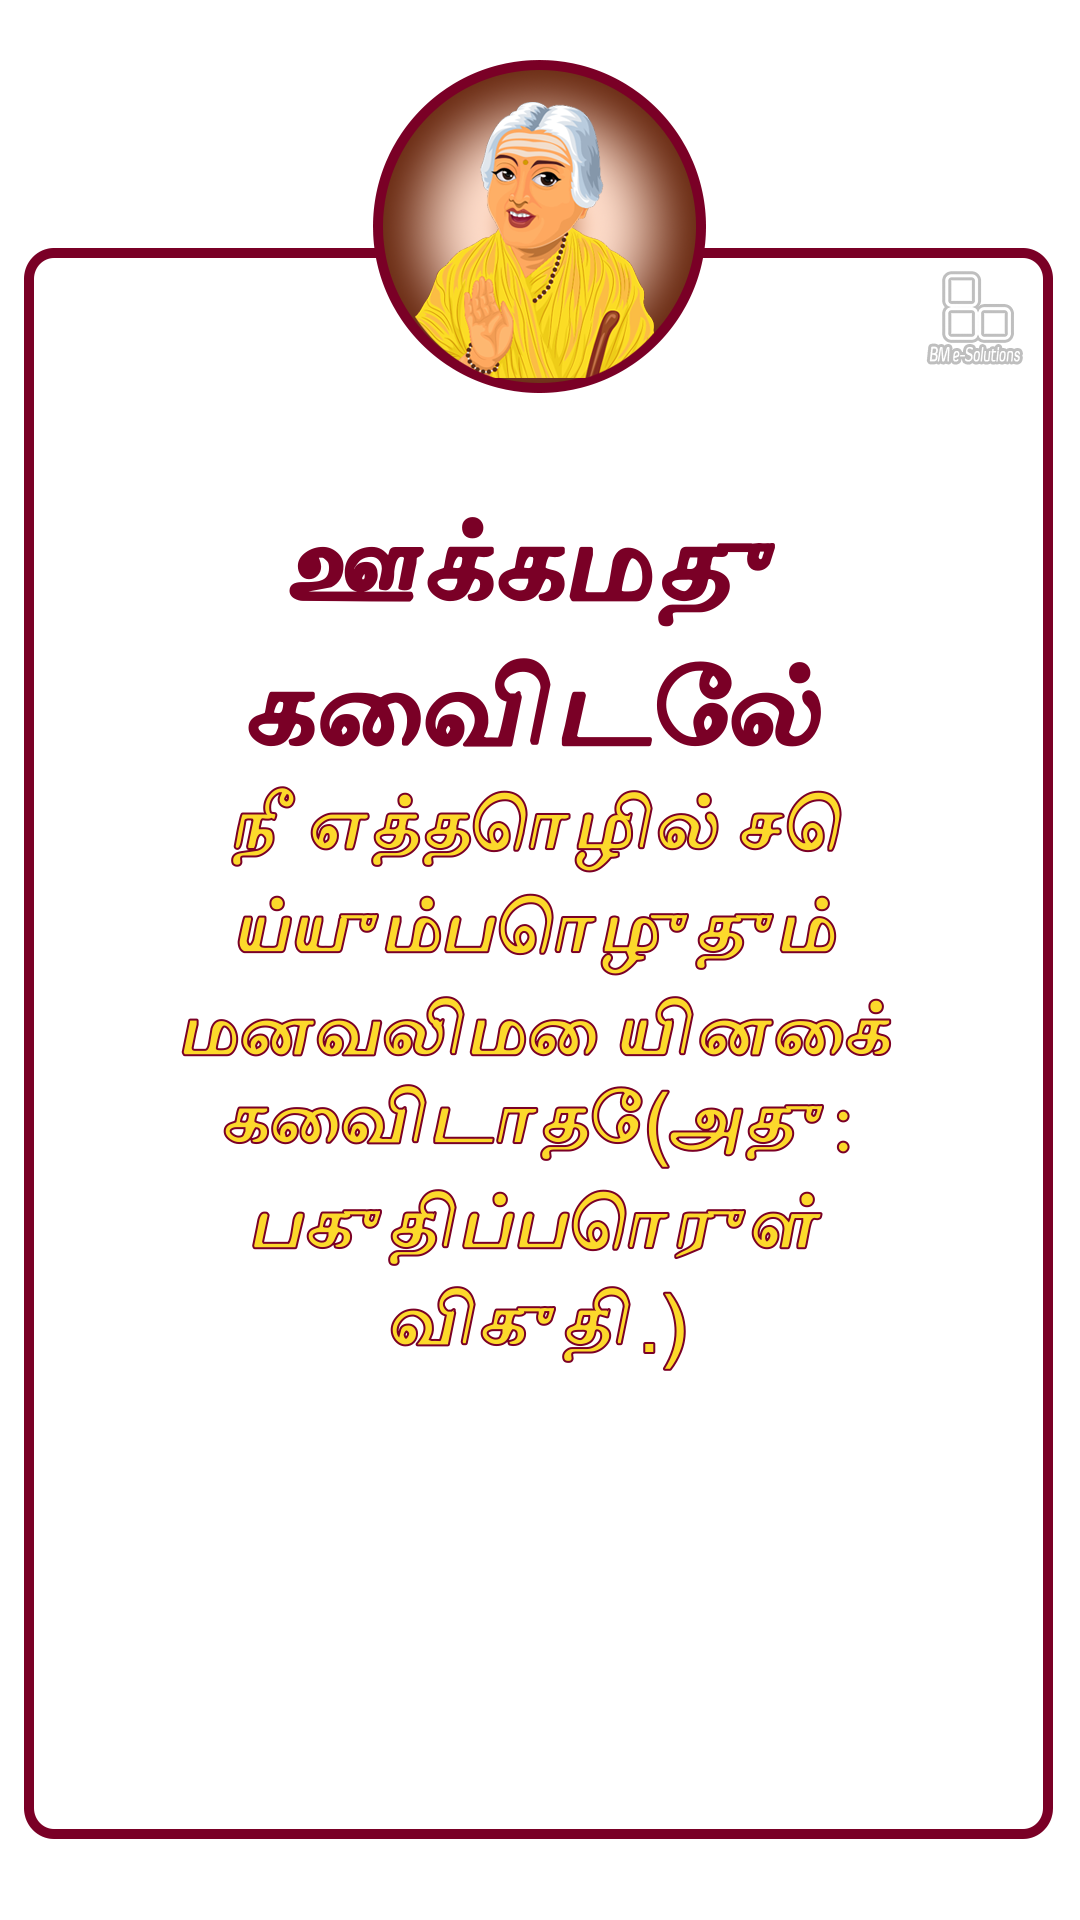 ஊக்கமது
கைவிடேல்
நீ எத்தொழில் செ
ய்யும்பொழுதும்
மனவலிமை யினைக்
கைவிடாதே(அது:
பகுதிப்பொருள்
விகுதி.)
BM e-Solutions